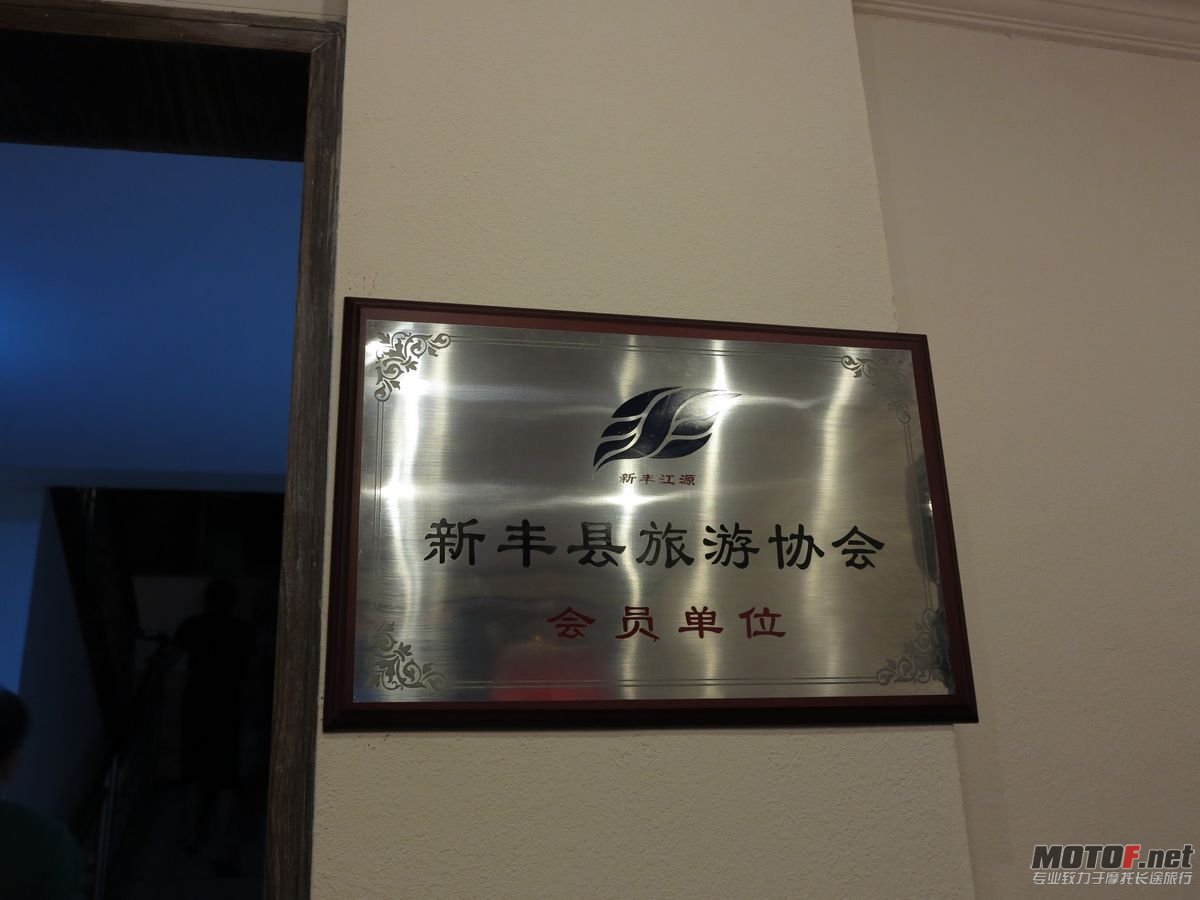 新丰江源
新丰县旅游协会
会员单位
MOTOF.net
专业致力于摩托长途旅行